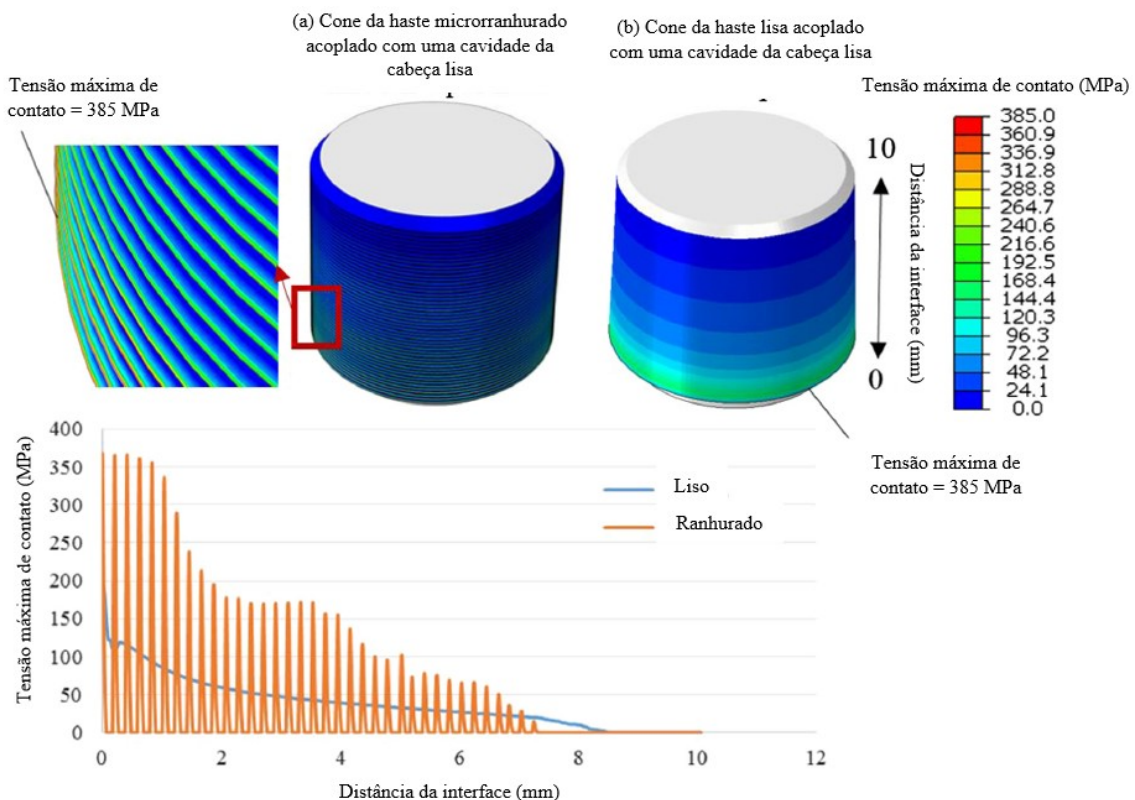 (a) Cone da haste microrranhurado
acoplado com uma cavidade da
cabeça lisa
(b) Cone da haste lisa acoplado
com uma cavidade da cabeça lisa
Tensão máxima de
contato = 385 MPa
Tensão máxima de contato (MPa)
385.0
360.9
336.9
312.8
288.8
264.7
240.6
216.6
192.5
168.4
144.4
120.3
96.3
72.2
48.1
24.1
0.0
10
0
Distância da interface (mm)
Tensão máxima de
contato = 385 MPa
Tensão máxima de contato (MPa)
400
350
300
250
200
150
100
50
0
Liso
Ranhurado
0 2 4 6 8 10 12
Distância da interface (mm)